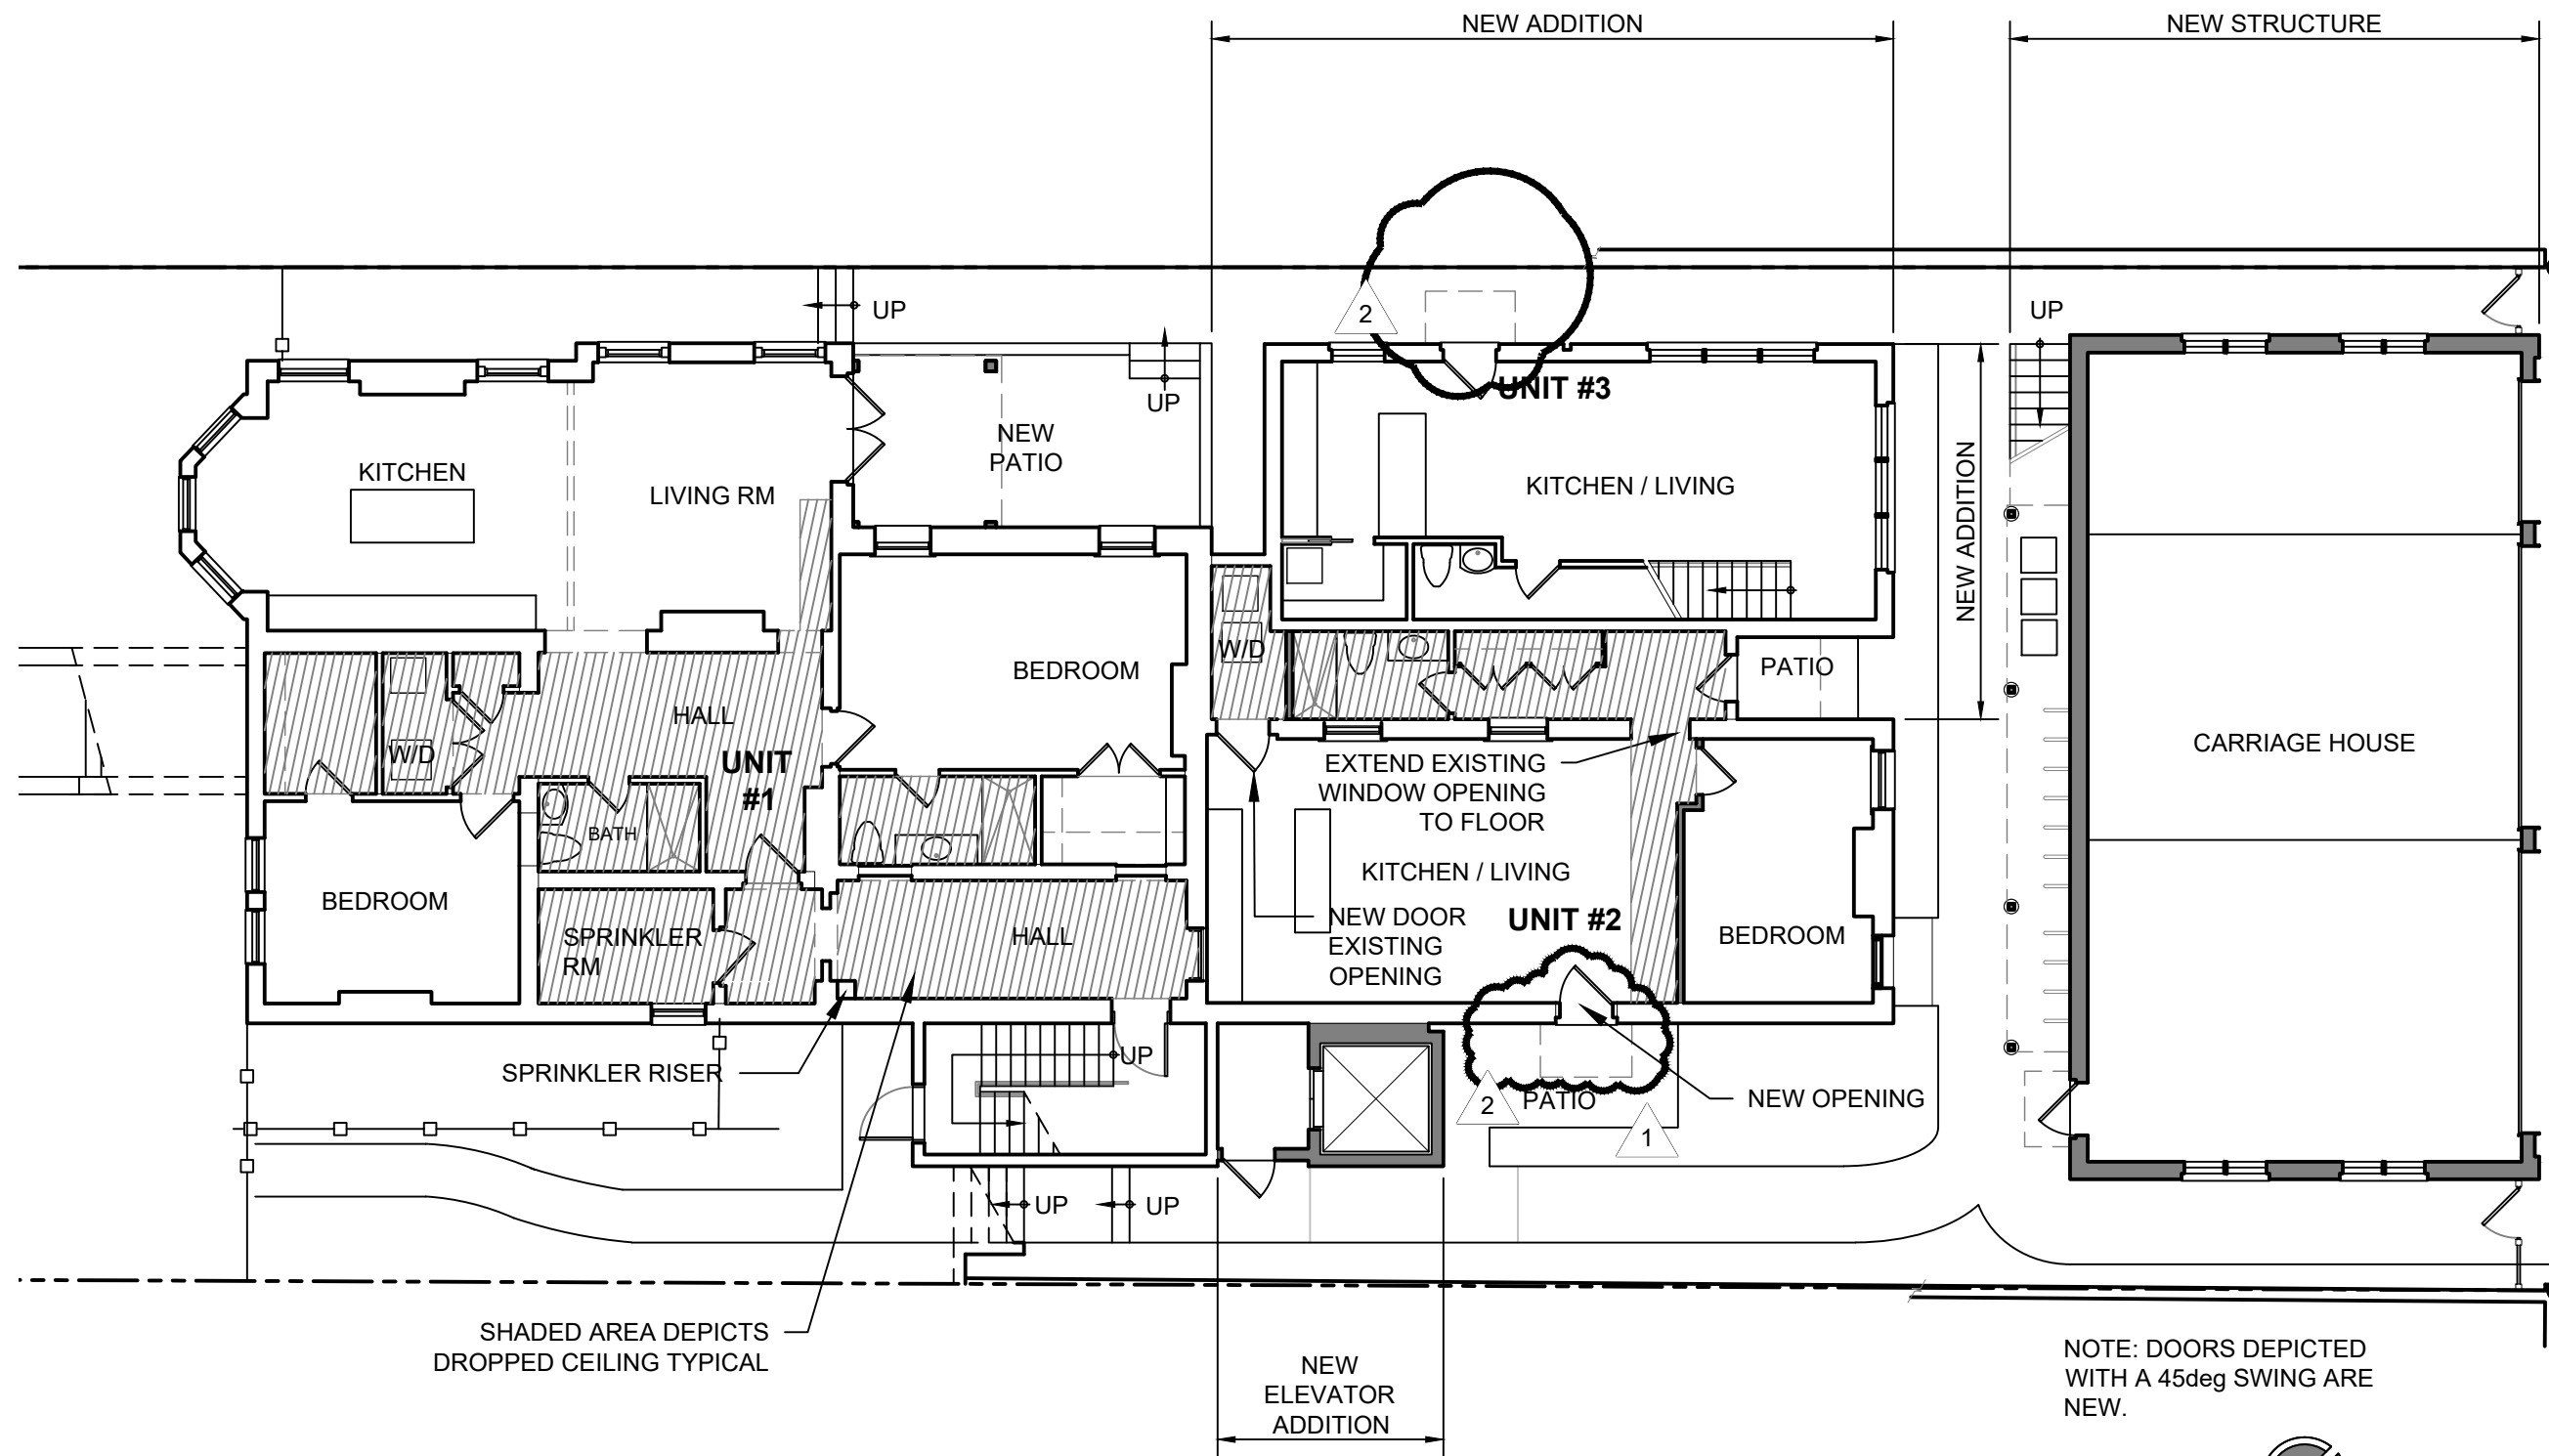 NEW ADDITION
NEW STRUCTURE
UP
UP
2
UNIT #3
UP
NEW
PATIO
KITCHEN
LIVING RM
KITCHEN / LIVING
NEW ADDITION
W/D
BEDROOM
PATIO
HALL
W/D
UNIT
#1
CARRIAGE HOUSE
EXTEND EXISTING
WINDOW OPENING
TO FLOOR
BATH
KITCHEN / LIVING
BEDROOM
NEW DOOR
EXISTING
OPENING
UNIT #2
SPRINKLER
RM
HALL
BEDROOM
UP
SPRINKLER RISER
2
PATIO
NEW OPENING
1
UP
UP
SHADED AREA DEPICTS
DROPPED CEILING TYPICAL
NEW
ELEVATOR
ADDITION
NOTE: DOORS DEPICTED
WITH A 45deg SWING ARE
NEW.